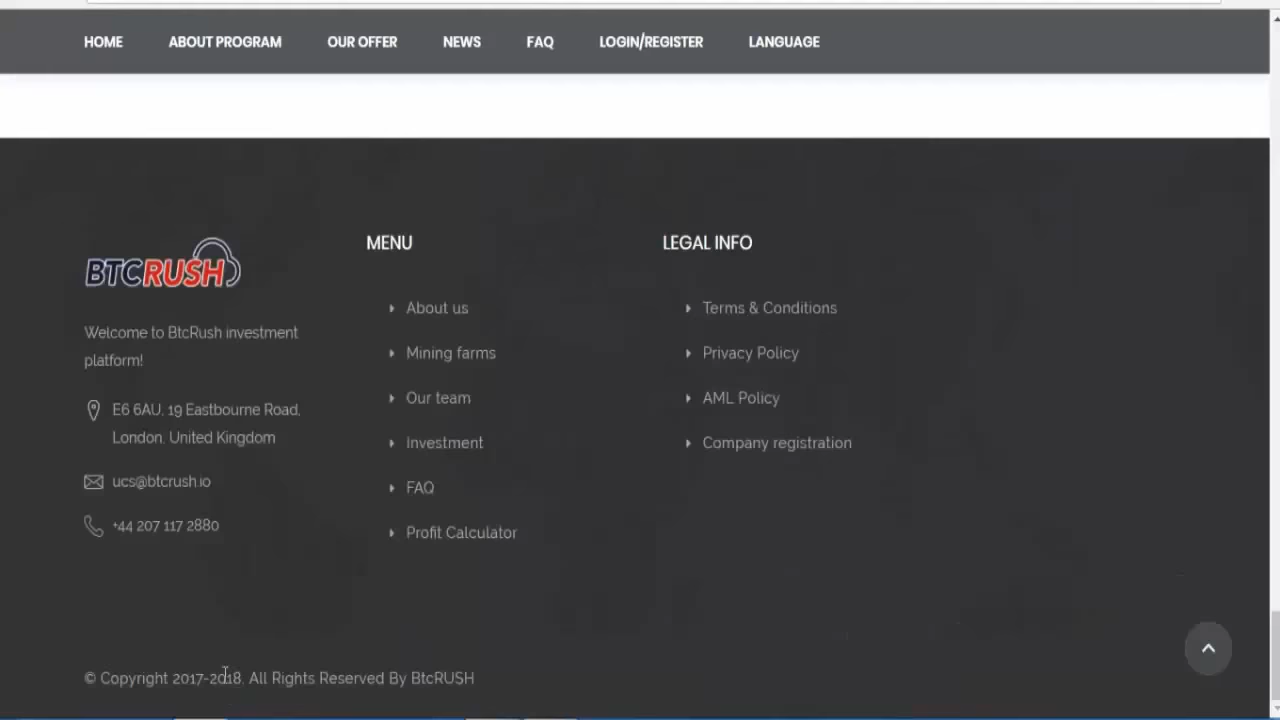 HOME ABOUT PROGRAM OUR OFFER NEWS FAQ LOGIN/REGISTER LANGUAGE
BTCRUSH
Welcome to BtcRush investment
platform!
E6 6AU, 19 Eastbourne Road,
London, United Kingdom
ucs@btcrush.io
+44 207 117 2880
MENU
About us
Mining farms
Our team
Investment
FAQ
Profit Calculator
LEGAL INFO
Terms & Conditions
Privacy Policy
AML Policy
Company registration
© Copyright 2017-2018. All Rights Reserved By BtcRUSH